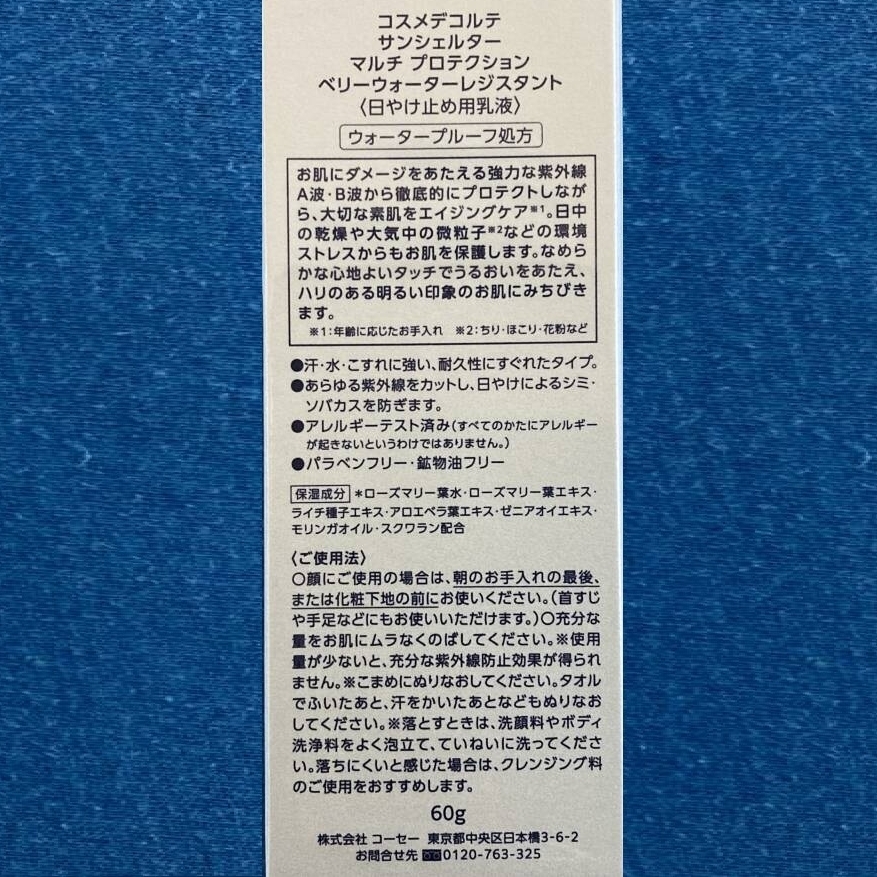 コスメデコルテ
サンシェルター
マルチ プロテクション
ベリーウォーターレジスタント
〈日やけ止め用乳液〉
ウォータープルーフ処方
お肌にダメージをあたえる強力な紫外線
A波・B波から徹底的にプロテクトしなが
ら、大切な素肌をエイジングケア※1。日中
の乾燥や大気中の微粒子※2などの環境
ストレスからもお肌を保護します。なめら
かな心地よいタッチでうるおいをあたえ、
ハリのある明るい印象のお肌にみちびき
ます。
※1：年齢に応じたお手入れ ※2：ちり・ほこり・花粉など
●汗・水・こすれに強い、耐久性にすぐれたタイプ。
●あらゆる紫外線をカットし、日やけによるシミ・
ソバカスを防ぎます。
●アレルギーテスト済み（すべてのかたにアレルギー
が起きないというわけではありません。）
●パラベンフリー・鉱物油フリー
保湿成分 ＊ローズマリー葉水・ローズマリー葉エキス・
ライチ種子エキス・アロエベラ葉エキス・ゼニアオイエキス・
モリンガオイル・スクワラン配合
〈ご使用法〉
○顔にご使用の場合は、朝のお手入れの最後、
または化粧下地の前にお使いください。（首すじ
や手足などにもお使いいただけます。）○充分な
量をお肌にムラなくのばしてください。※使用
量が少ないと、充分な紫外線防止効果が得られ
ません。※こまめにぬりなおしてください。タオル
でふいたあと、汗をかいたあとなどもぬりなお
してください。※落とすときは、洗顔料やボディ
洗浄料をよく泡立て、ていねいに洗ってくださ
い。落ちにくいと感じた場合は、クレンジング料
のご使用をおすすめします。
60g
株式会社 コーセー 東京都中央区日本橋3-6-2
お問合せ先 0120-763-325